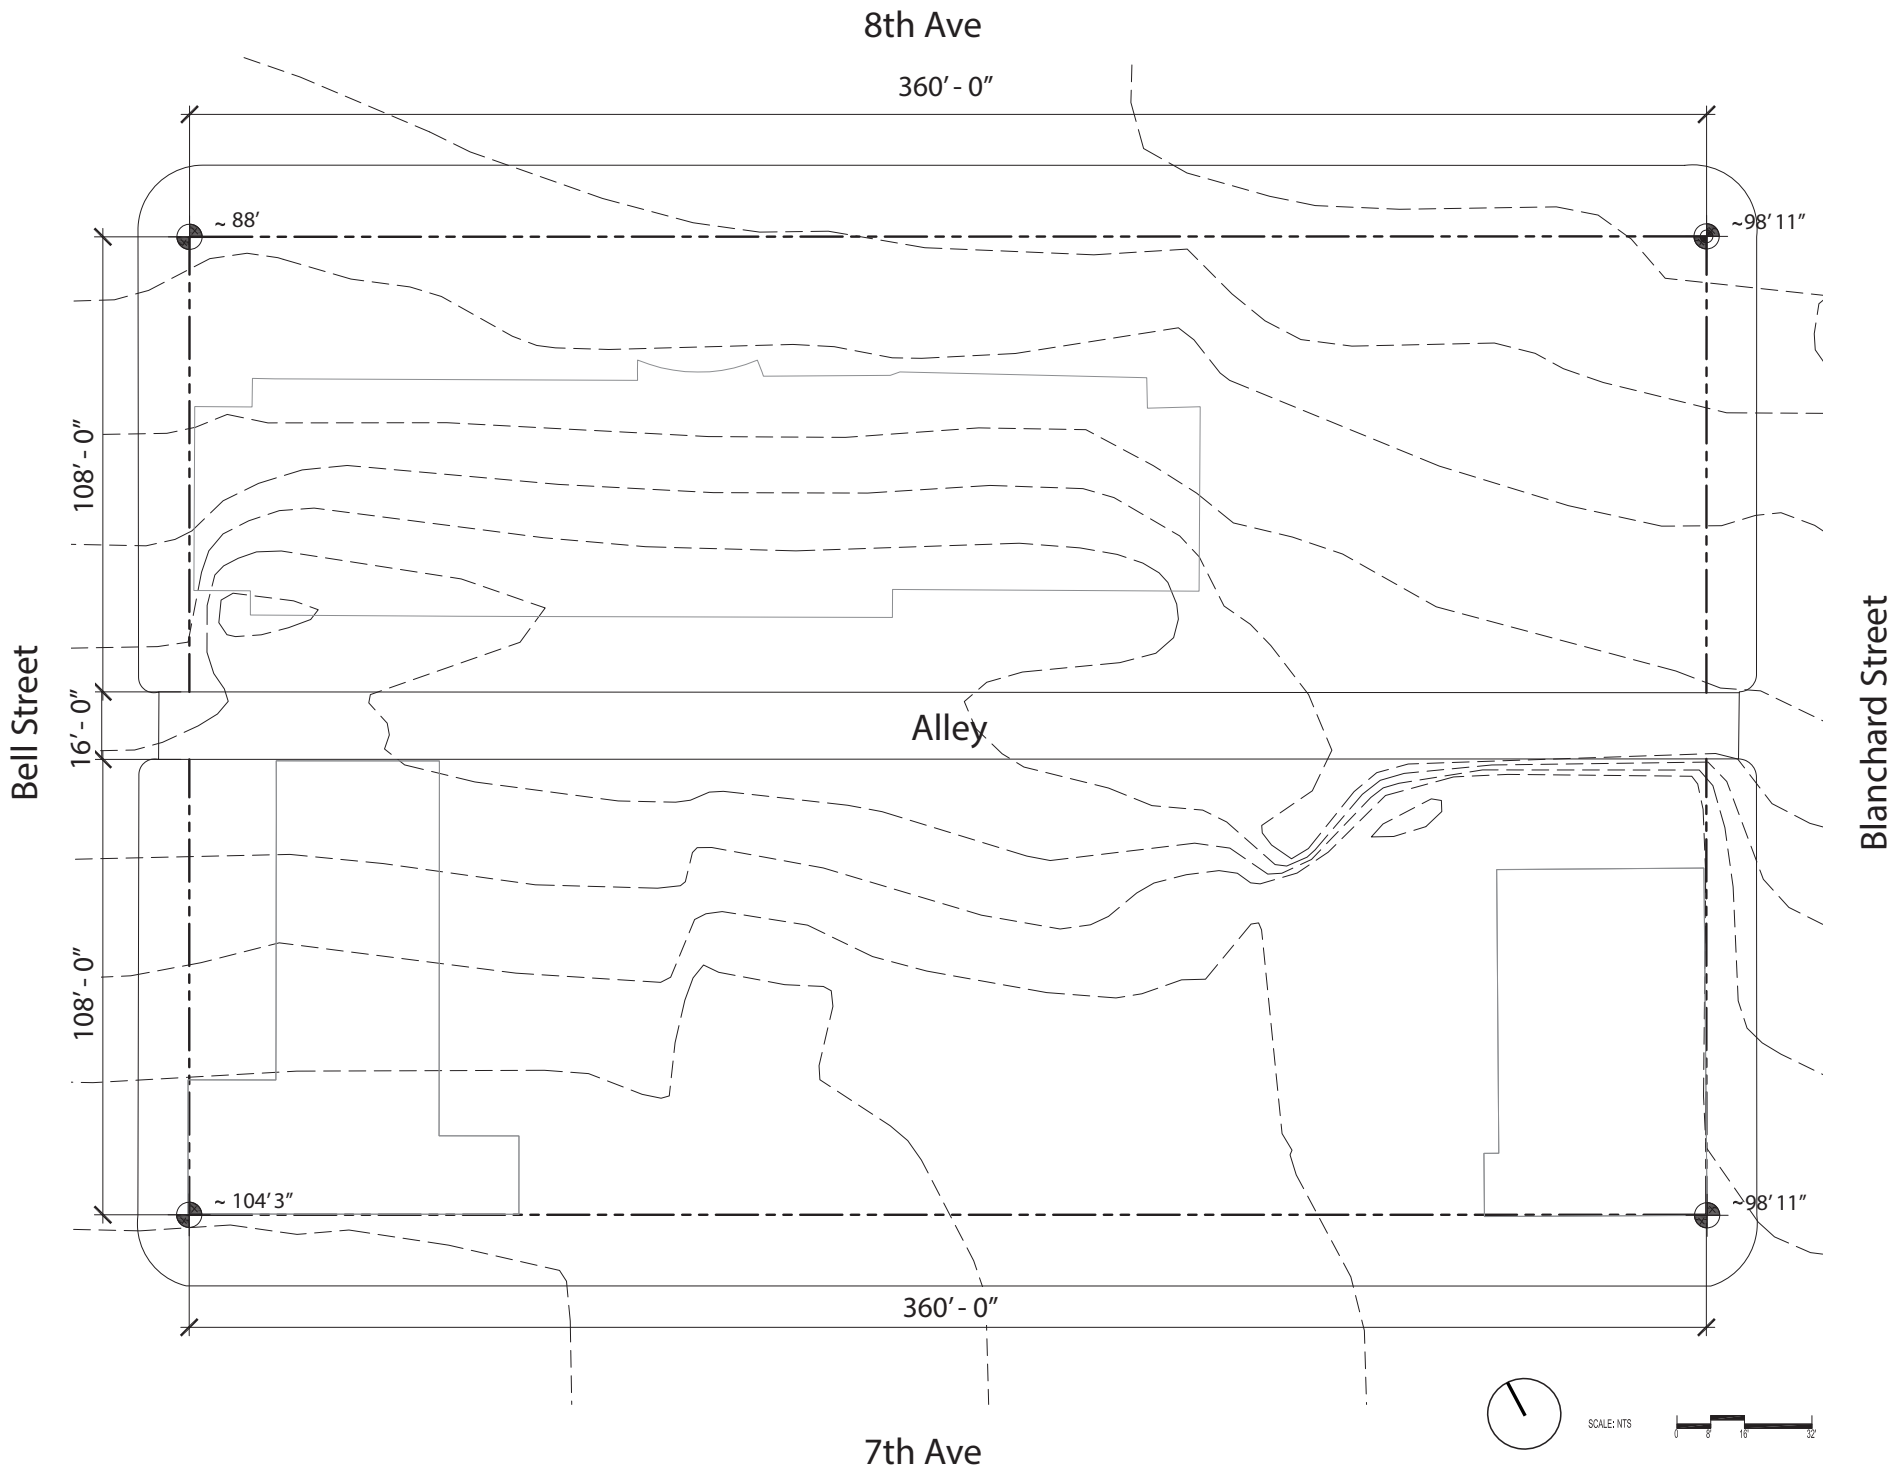 8th Ave
360’ - 0”
~ 88’
~98’ 11”
108’ - 0”
Bell Street
16’ - 0”
Alley
Blanchard Street
108’ - 0”
~ 104’3”
~98’ 11”
360’ - 0”
SCALE: NTS
0 8' 16' 32'
7th Ave